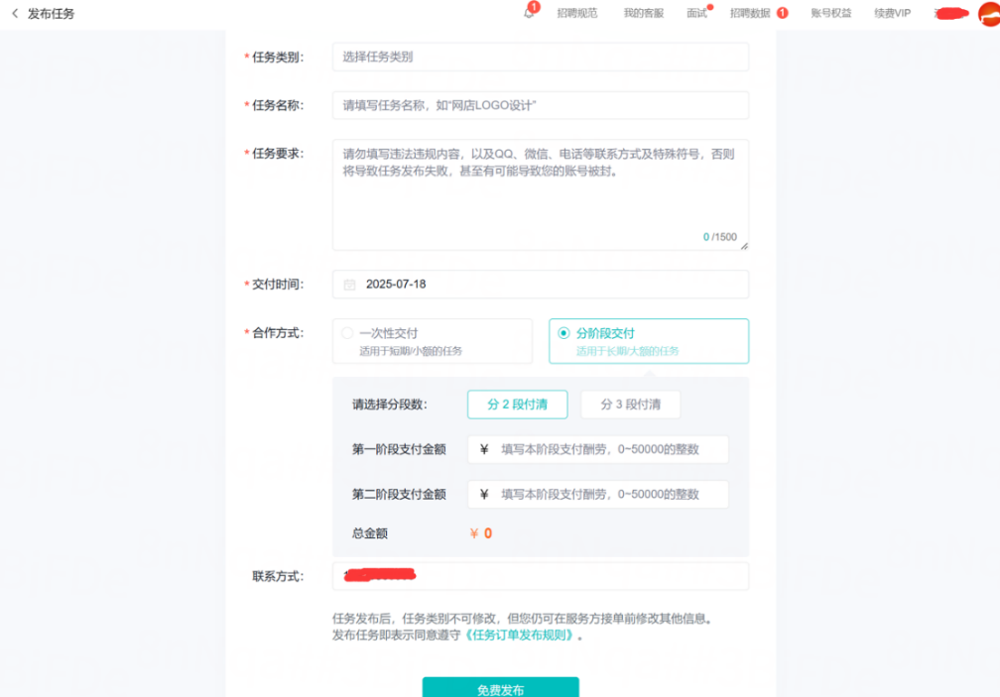 发布任务
1
招聘规范
我的客服
面试
招聘数据
1
账号权益
续费VIP
*任务类别:
选择任务类别
*任务名称:
请填写任务名称，如“网店LOGO设计”
*任务要求:
请勿填写违法违规内容，以及QQ、微信、电话等联系方式及特殊符号，否则
将导致任务发布失败，甚至有可能导致您的账号被封。
0 /1500
*交付时间:
2025-07-18
*合作方式:
一次性交付
分阶段交付
适用于短期/小额的任务
适用于长期/大额的任务
请选择分段数:
分 2 段付清
分 3 段付清
第一阶段支付金额
¥ 填写本阶段支付酬劳，0~50000的整数
第二阶段支付金额
¥ 填写本阶段支付酬劳，0~50000的整数
总金额
¥ 0
联系方式:
任务发布后，任务类别不可修改，但您仍可在服务方接单前修改其他信息。
发布任务即表示同意遵守《任务订单发布规则》。
免费发布